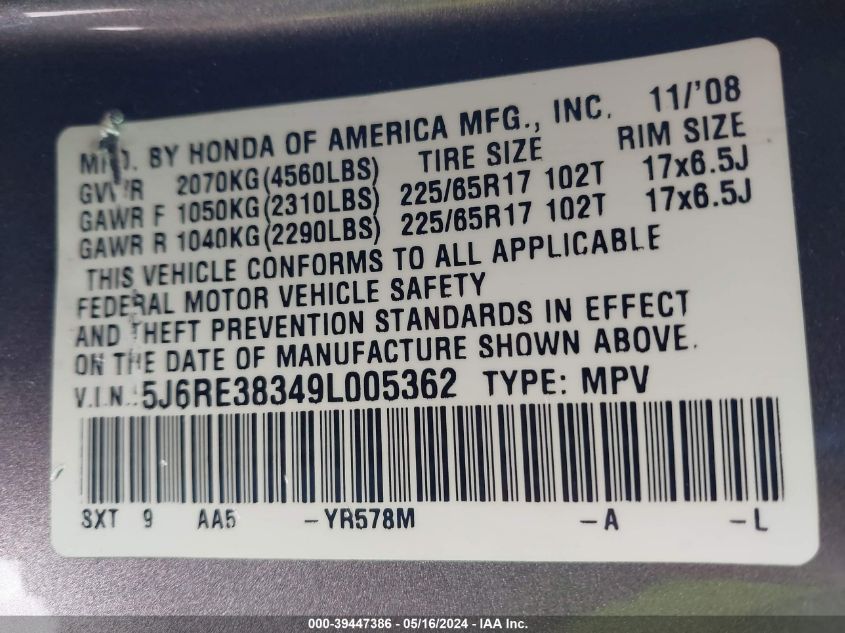 MFD. BY HONDA OF AMERICA MFG., INC. 11/'08
GVWR 2070KG(4560LBS) TIRE SIZE RIM SIZE
GAWR F 1050KG(2310LBS) 225/65R17 102T 17x6.5J
GAWR R 1040KG(2290LBS) 225/65R17 102T 17x6.5J
THIS VEHICLE CONFORMS TO ALL APPLICABLE
FEDERAL MOTOR VEHICLE SAFETY
AND THEFT PREVENTION STANDARDS IN EFFECT
ON THE DATE OF MANUFACTURE SHOWN ABOVE.
V.I.N.:5J6RE38349L005362 TYPE: MPV
SXT 9 AA5 -YR578M -A -L
000-39447386 - 05/16/2024 - IAA Inc.